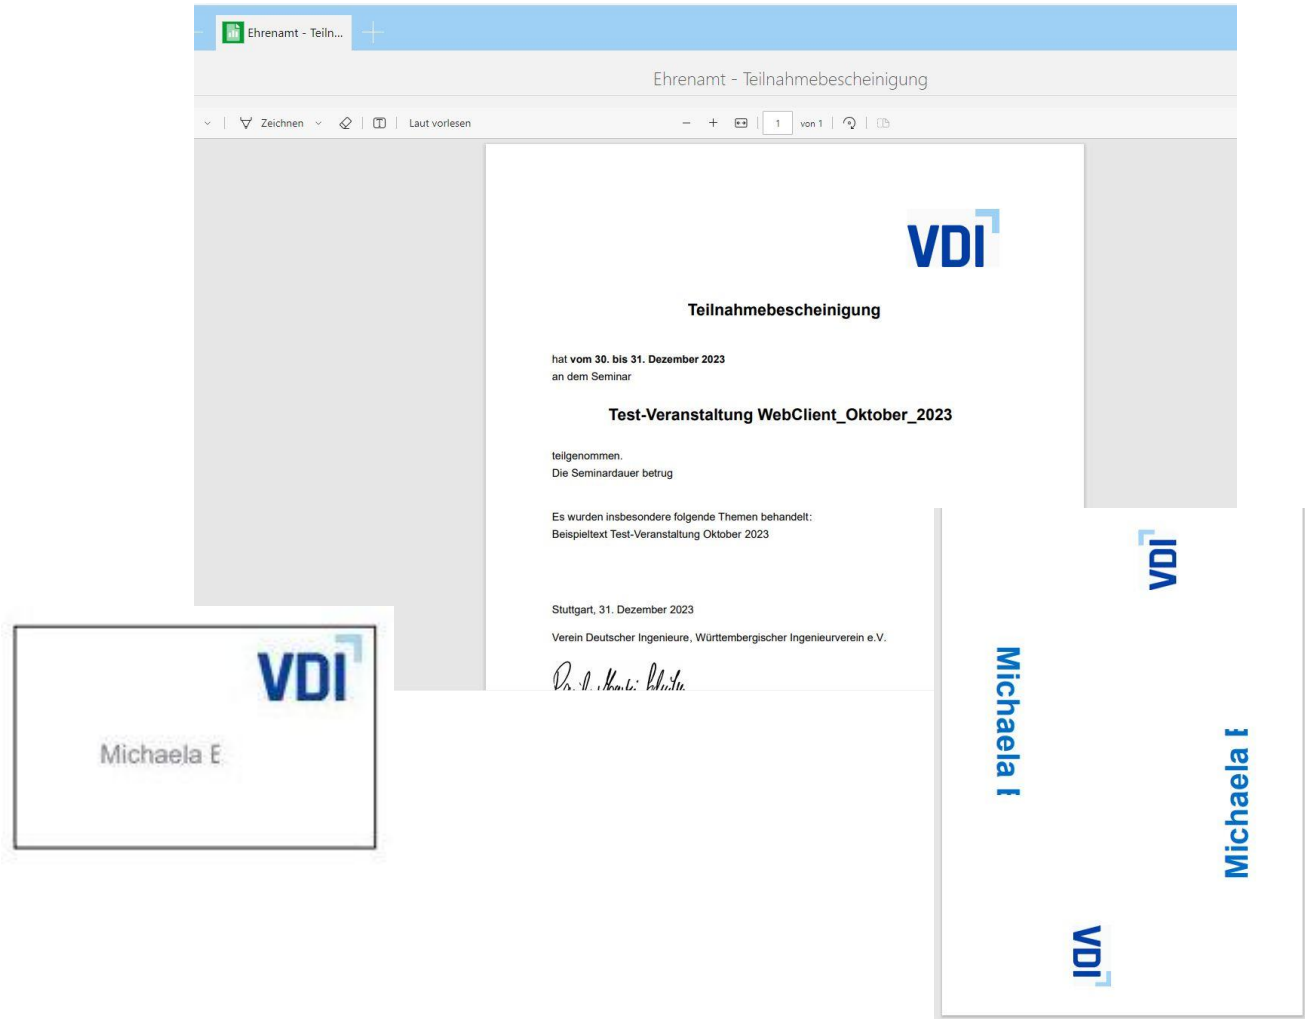 Ehrenamt - Teiln...
Ehrenamt - Teilnahmebescheinigung
Zeichnen
Laut vorlesen
1 von 1
VDI
Teilnahmebescheinigung
hat vom 30. bis 31. Dezember 2023
an dem Seminar
Test-Veranstaltung WebClient_Oktober_2023
teilgenommen.
Die Seminardauer betrug
Es wurden insbesondere folgende Themen behandelt:
Beispieltext Test-Veranstaltung Oktober 2023
Stuttgart, 31. Dezember 2023
Verein Deutscher Ingenieure, Württembergischer Ingenieurverein e.V.
VDI
Michaela E
VDI
Michaela
Michaela
VDI